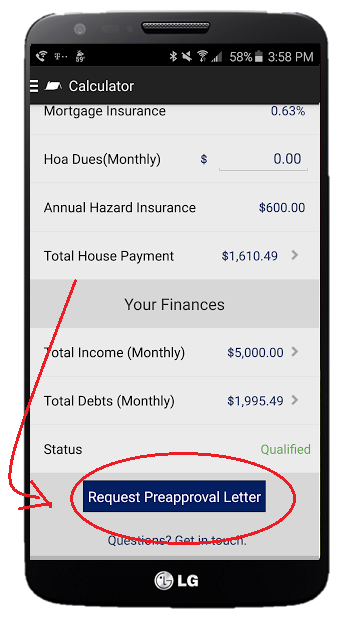 58% 3:58 PM
Calculator
Mortgage Insurance 0.63%
Hoa Dues(Monthly) $ 0.00
Annual Hazard Insurance $600.00
Total House Payment $1,610.49
Your Finances
Total Income (Monthly) $5,000.00
Total Debts (Monthly) $1,995.49
Status Qualified
Request Preapproval Letter
Questions? Get in touch.
LG